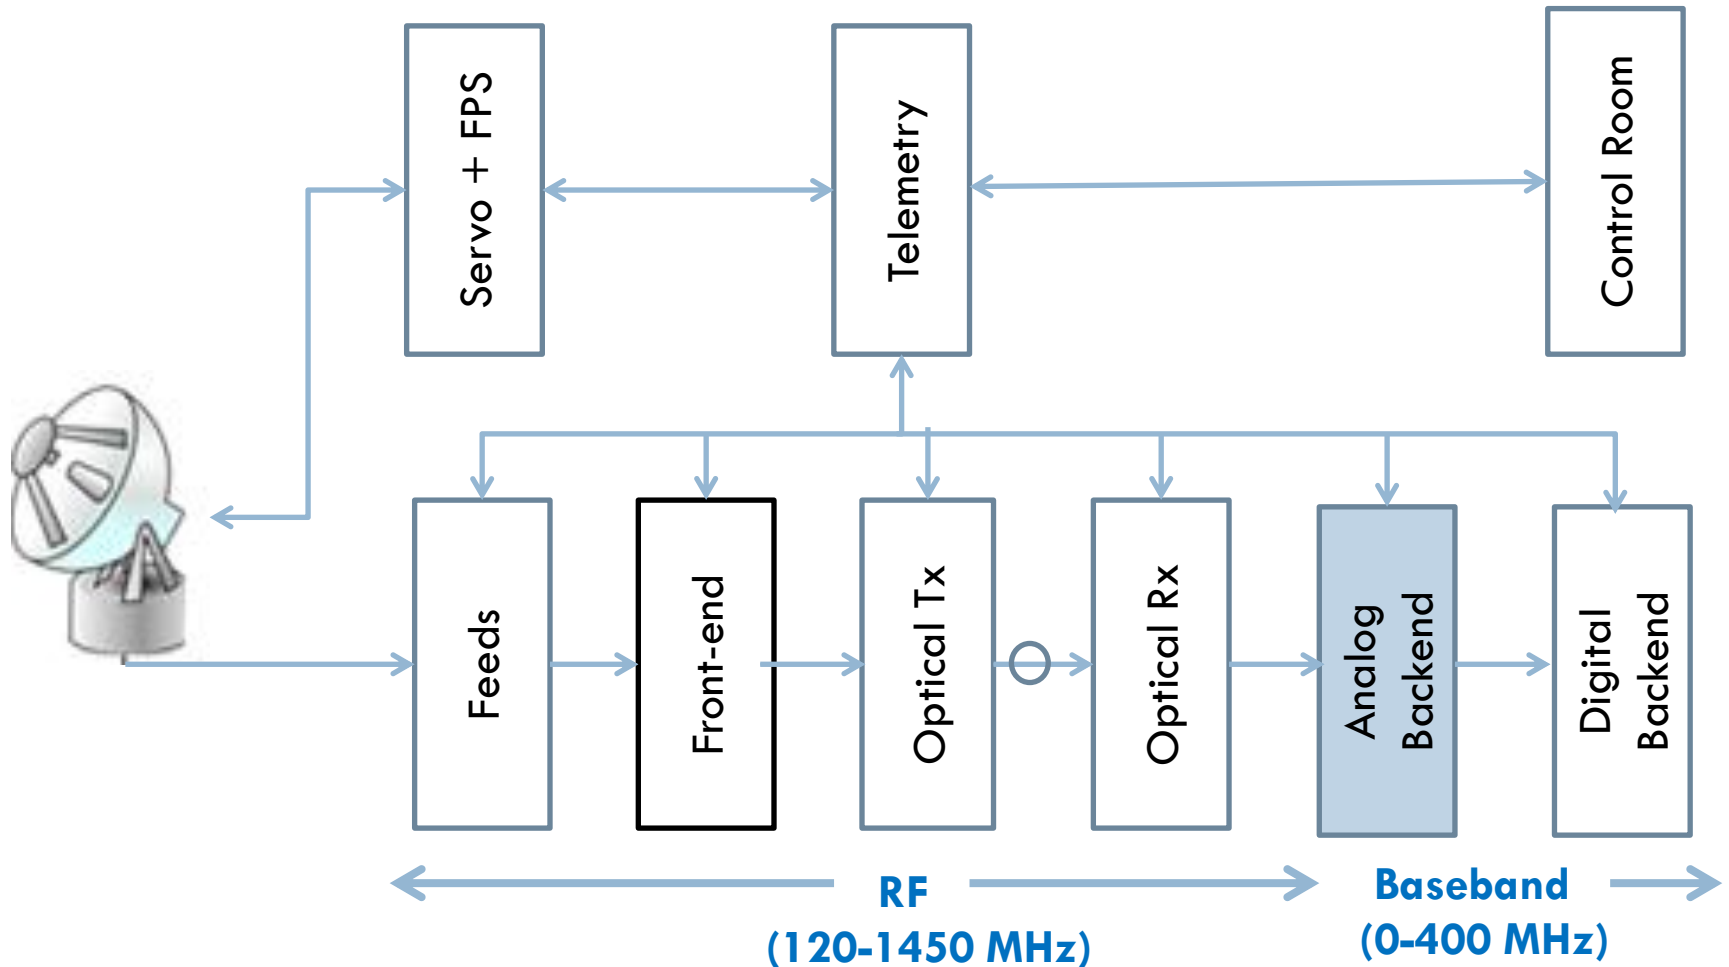 Servo + FPS
Telemetry
Control Room
Feeds
Front-end
Optical Tx
Optical Rx
Analog
Backend
Digital
Backend
RF
(120-1450 MHz)
Baseband
(0-400 MHz)